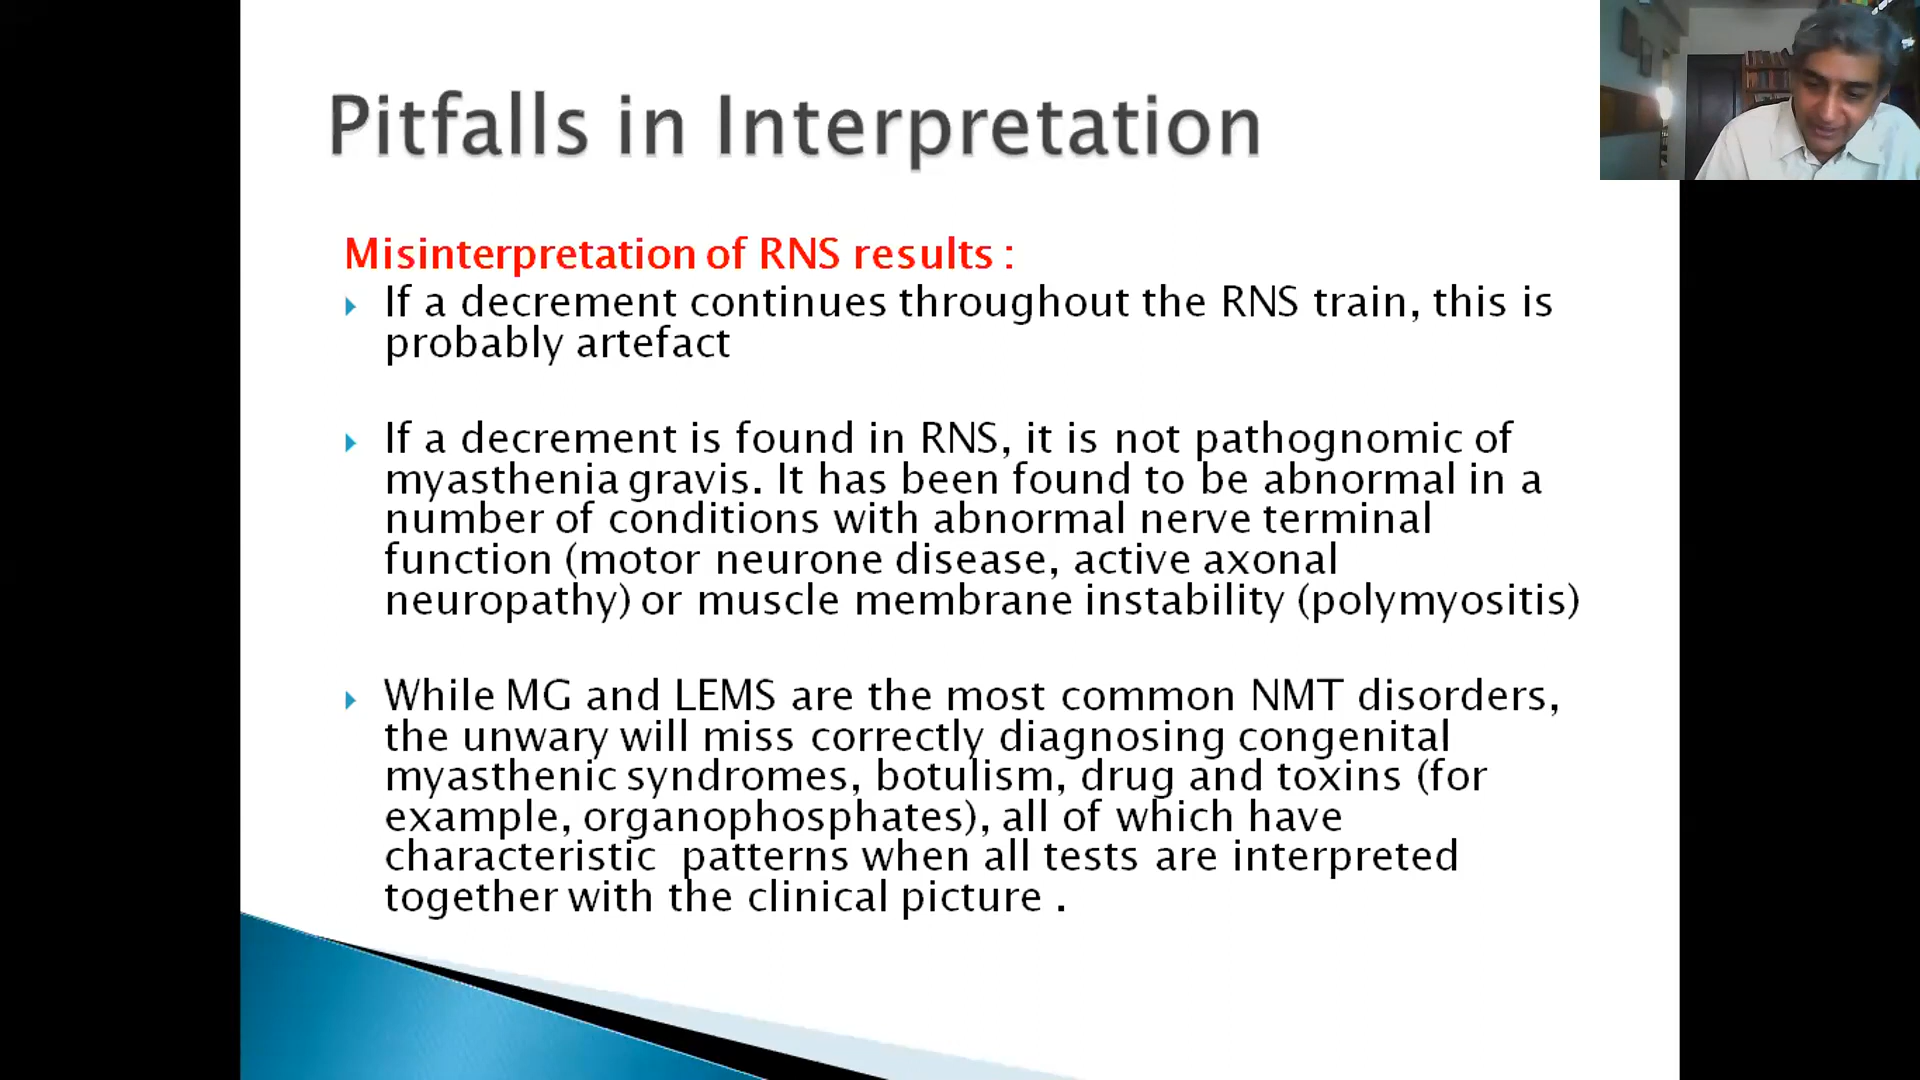 Pitfalls in Interpretation
Misinterpretation of RNS results :
If a decrement continues throughout the RNS train, this is
probably artefact
If a decrement is found in RNS, it is not pathognomic of
myasthenia gravis. It has been found to be abnormal in a
number of conditions with abnormal nerve terminal
function (motor neurone disease, active axonal
neuropathy) or muscle membrane instability (polymyositis)
While MG and LEMS are the most common NMT disorders,
the unwary will miss correctly diagnosing congenital
myasthenic syndromes, botulism, drug and toxins (for
example, organophosphates), all of which have
characteristic  patterns when all tests are interpreted
together with the clinical picture .